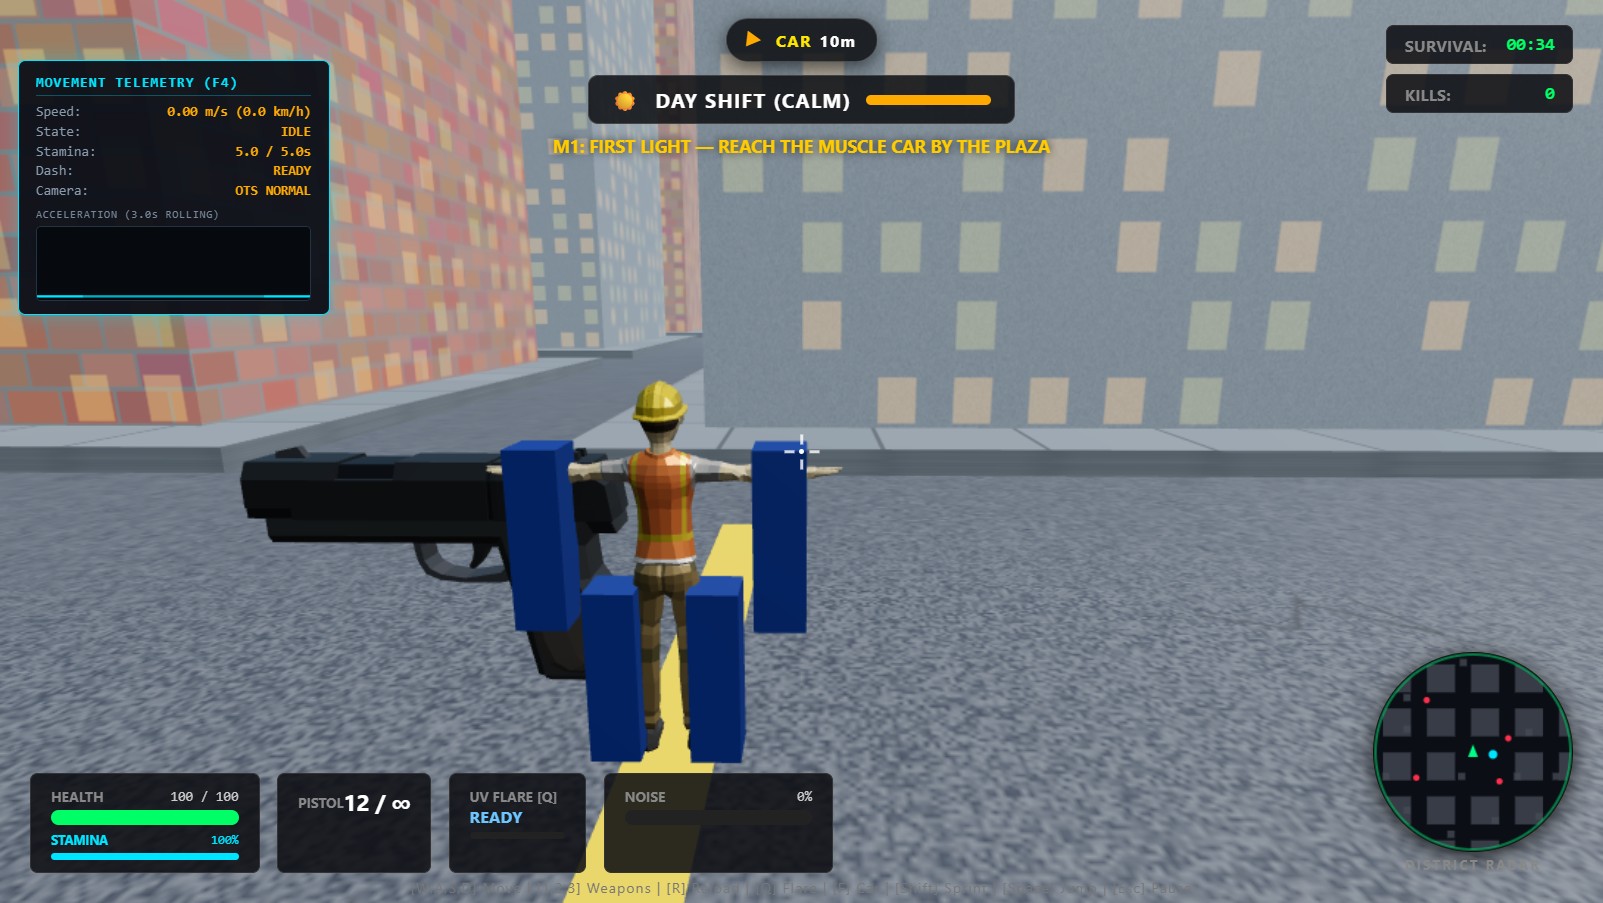 CAR 10m
SURVIVAL: 00:34
MOVEMENT TELEMETRY (F4)
DAY SHIFT (CALM)
KILLS: 0
Speed: 0.00 m/s (0.0 km/h)
State: IDLE
M1: FIRST LIGHT — REACH THE MUSCLE CAR BY THE PLAZA
Stamina: 5.0 / 5.0s
Dash: READY
Camera: OTS NORMAL
ACCELERATION (3.0s ROLLING)
HEALTH 100 / 100
STAMINA 100%
PISTOL 12 / ∞
UV FLARE [Q]
READY
NOISE 0%
DISTRICT
3] Weapons | [R]